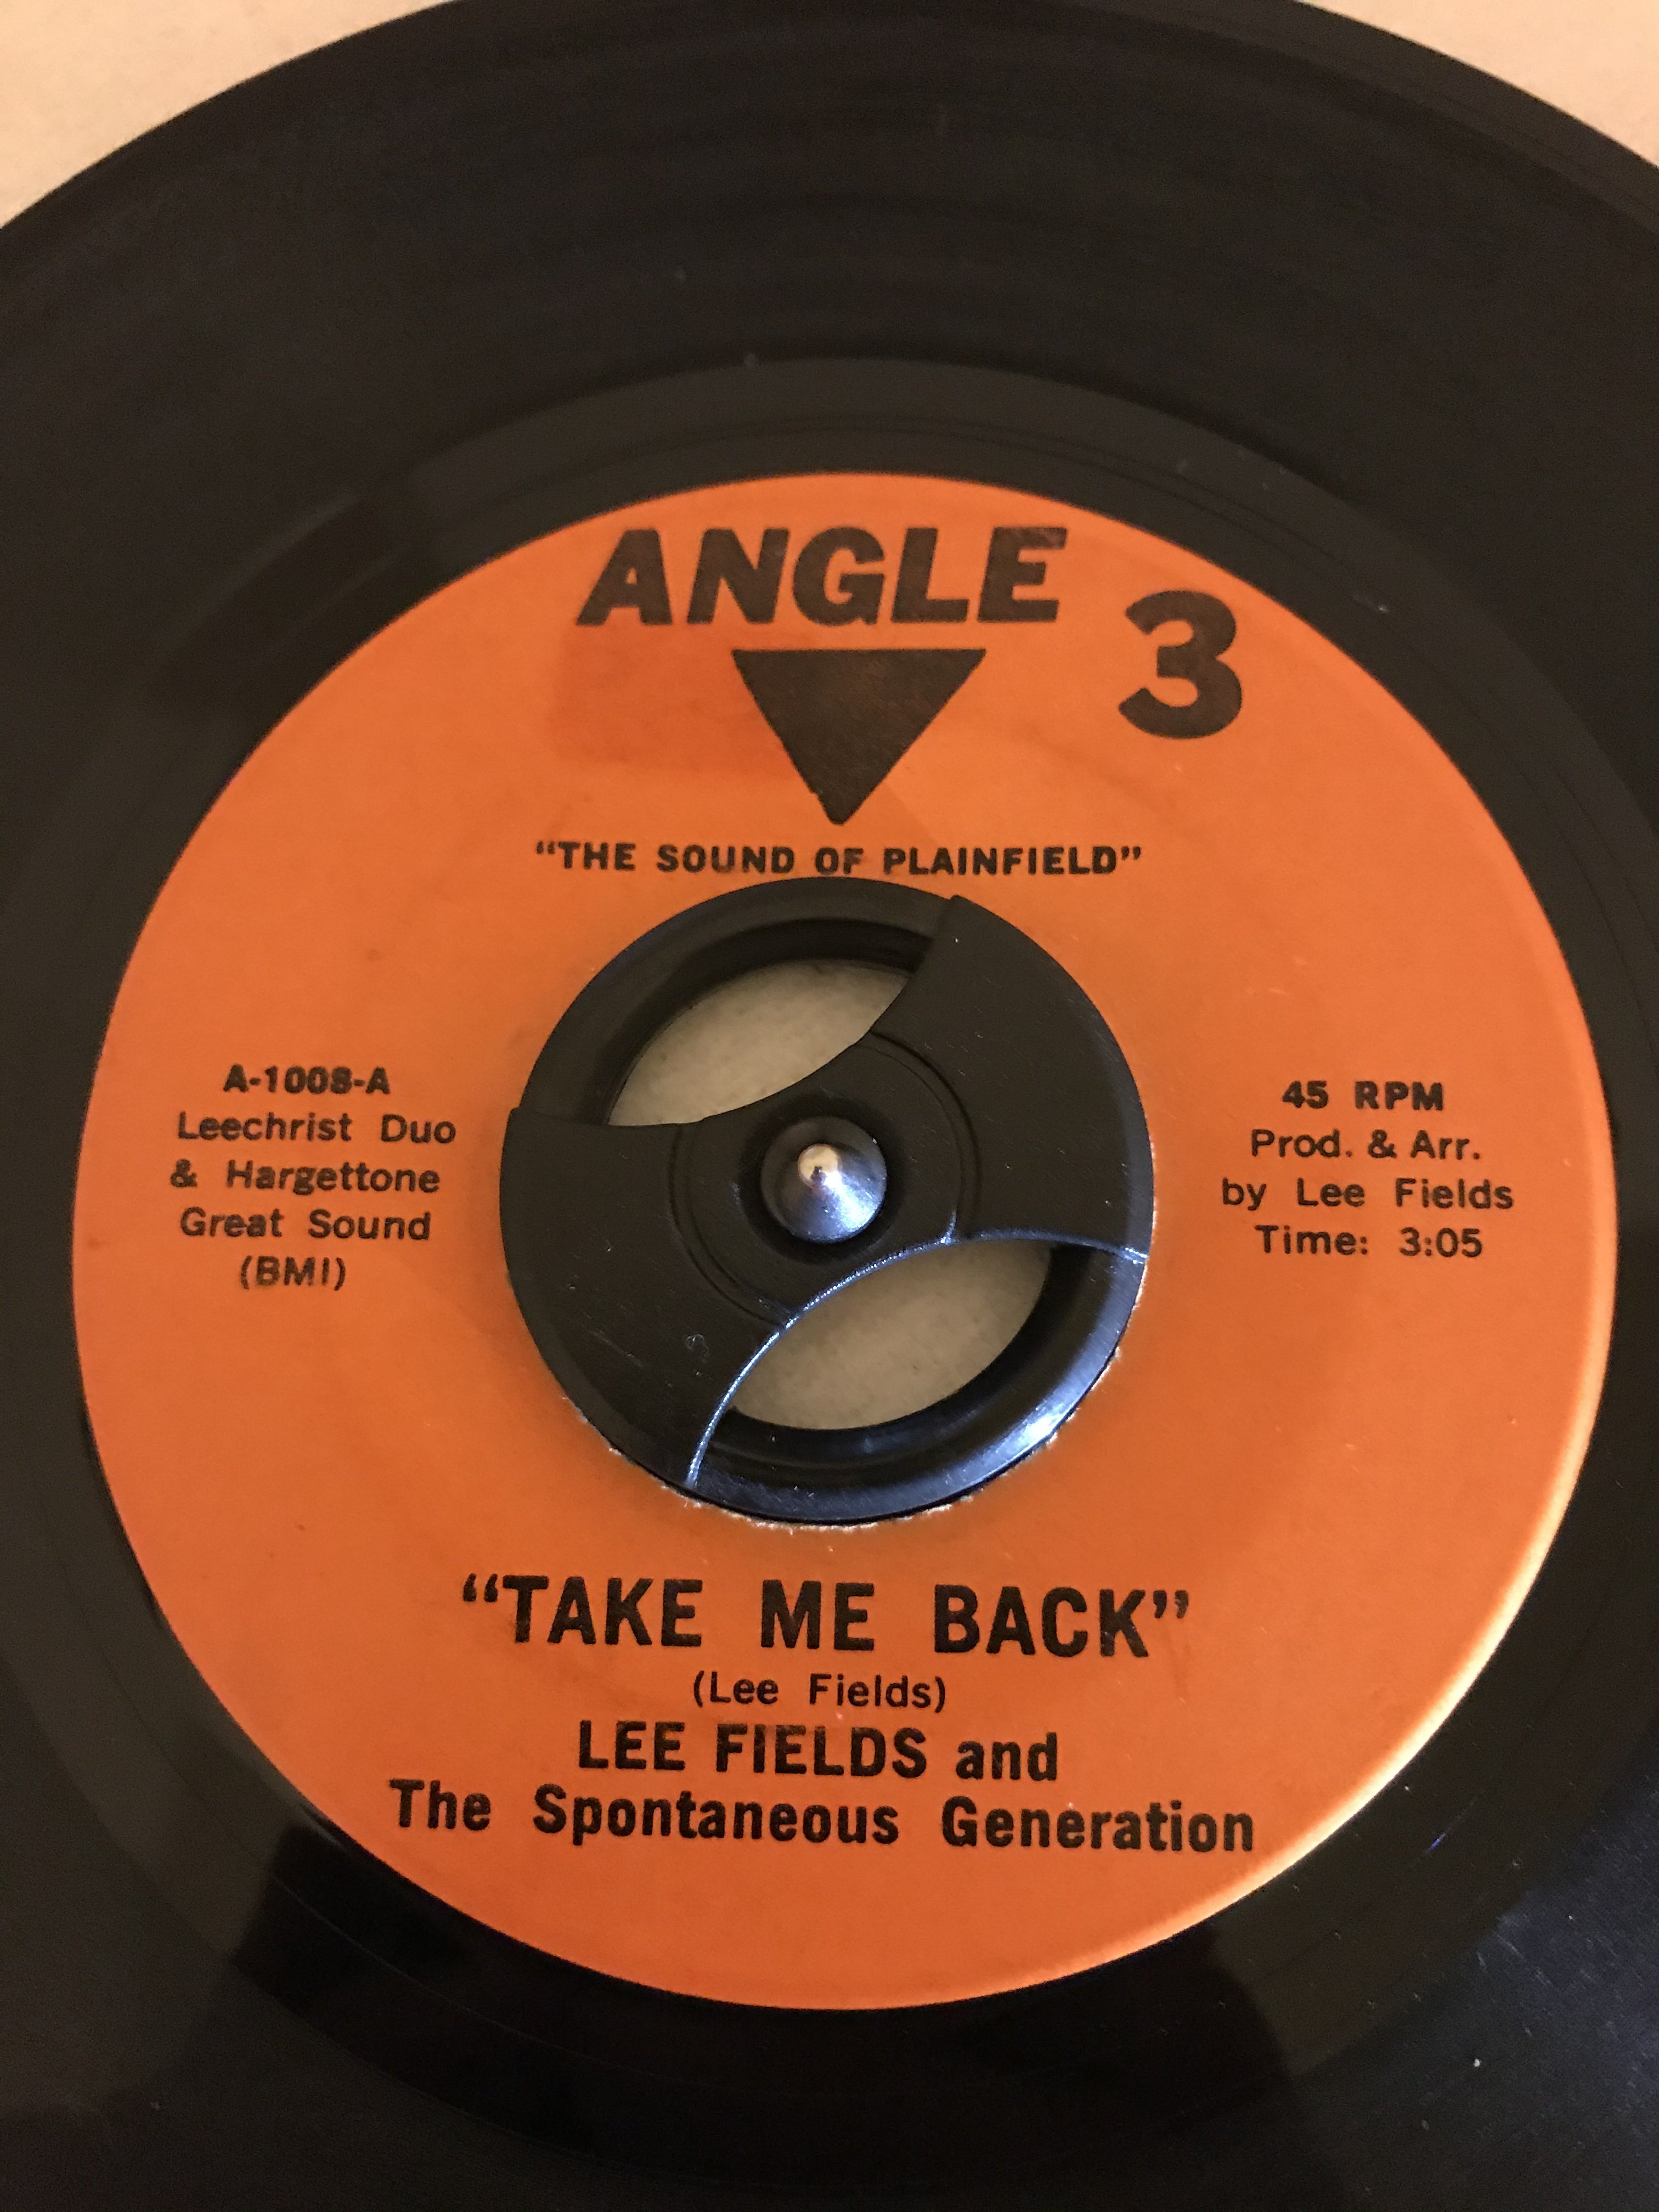 ANGLE 3
“THE SOUND OF PLAINFIELD”
A-1008-A
Leechrist Duo
& Hargettone
Great Sound
(BMI)
45 RPM
Prod. & Arr.
by Lee Fields
Time: 3:05
“TAKE ME BACK”
(Lee Fields)
LEE FIELDS and
The Spontaneous Generation